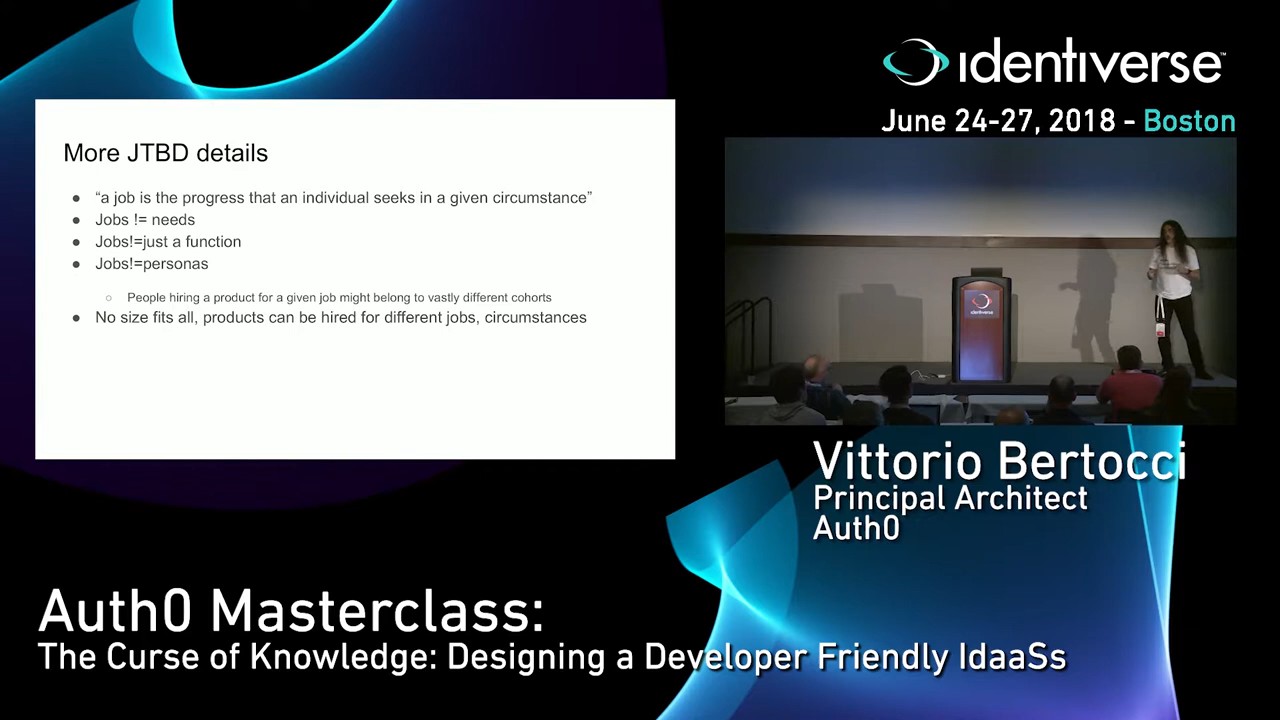 identiverse™
June 24-27, 2018 - Boston
More JTBD details
● “a job is the progress that an individual seeks in a given circumstance”
● Jobs != needs
● Jobs!=just a function
● Jobs!=personas
○ People hiring a product for a given job might belong to vastly different cohorts
● No size fits all, products can be hired for different jobs, circumstances
identiverse
Vittorio Bertocci
Principal Architect
Auth0
Auth0 Masterclass:
The Curse of Knowledge: Designing a Developer Friendly IdaaSs